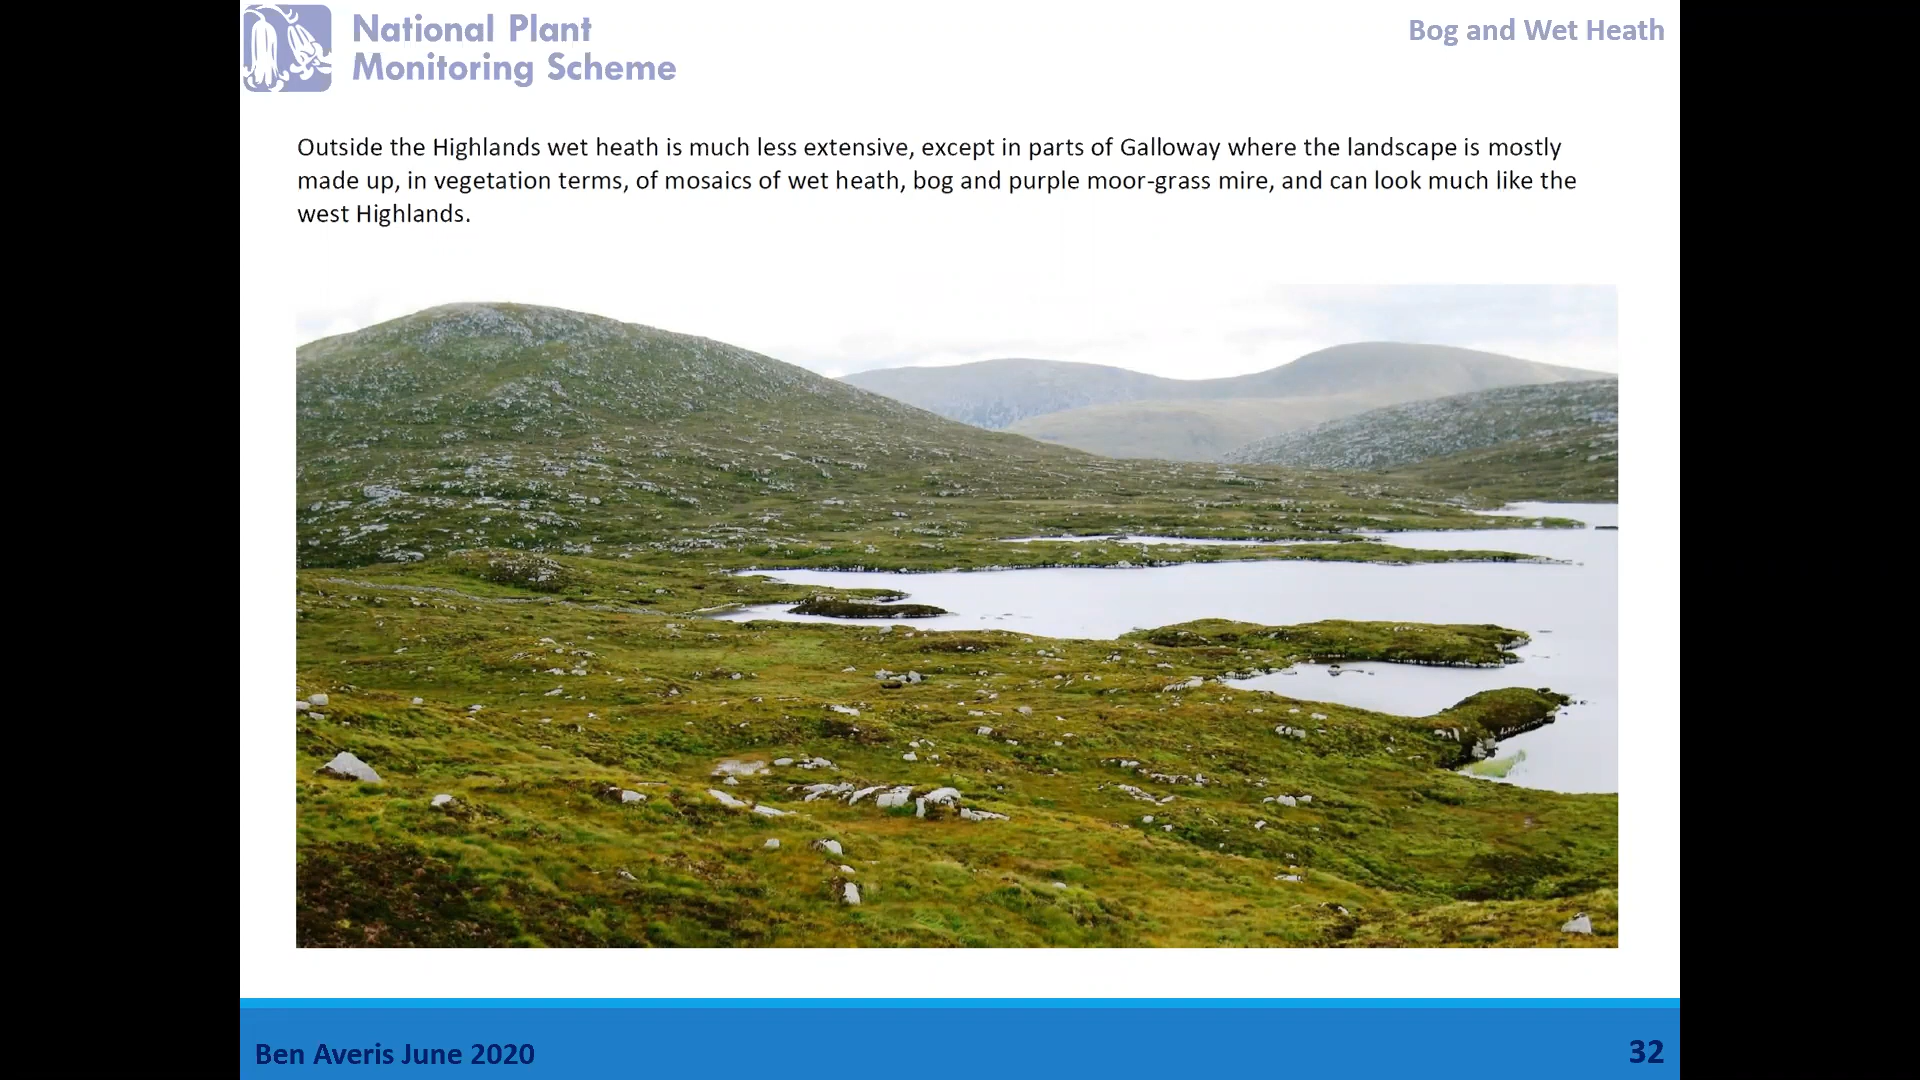 National Plant
Monitoring Scheme
Bog and Wet Heath
Outside the Highlands wet heath is much less extensive, except in parts of Galloway where the landscape is mostly
made up, in vegetation terms, of mosaics of wet heath, bog and purple moor-grass mire, and can look much like the
west Highlands.
Ben Averis June 2020
32